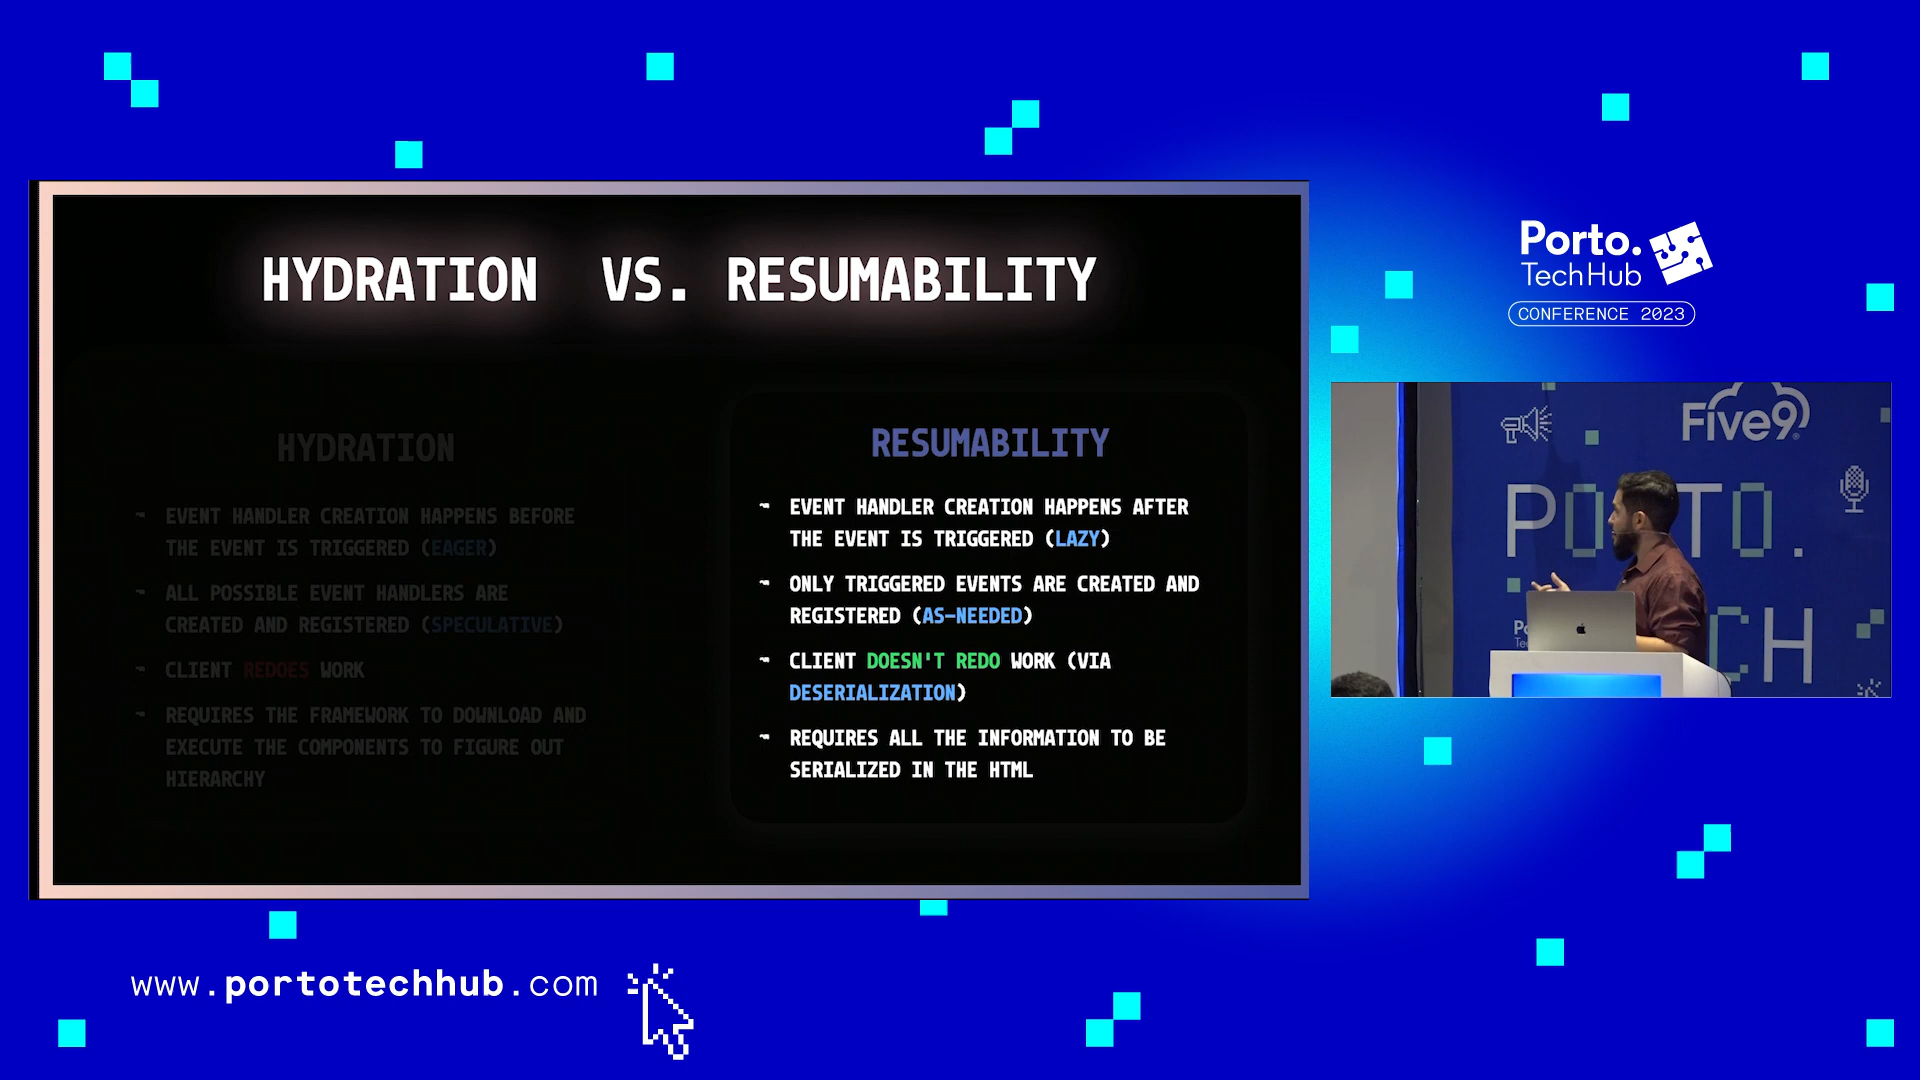 HYDRATION VS. RESUMABILITY
HYDRATION
EVENT HANDLER CREATION HAPPENS BEFORE
THE EVENT IS TRIGGERED (EAGER)
ALL POSSIBLE EVENT HANDLERS ARE
CREATED AND REGISTERED (SPECULATIVE)
CLIENT REDOES WORK
REQUIRES THE FRAMEWORK TO DOWNLOAD AND
EXECUTE THE COMPONENTS TO FIGURE OUT
HIERARCHY
RESUMABILITY
EVENT HANDLER CREATION HAPPENS AFTER
THE EVENT IS TRIGGERED (LAZY)
ONLY TRIGGERED EVENTS ARE CREATED AND
REGISTERED (AS-NEEDED)
CLIENT DOESN'T REDO WORK (VIA
DESERIALIZATION)
REQUIRES ALL THE INFORMATION TO BE
SERIALIZED IN THE HTML
Porto.
TechHub
CONFERENCE 2023
Five9
www.portotechhub.com